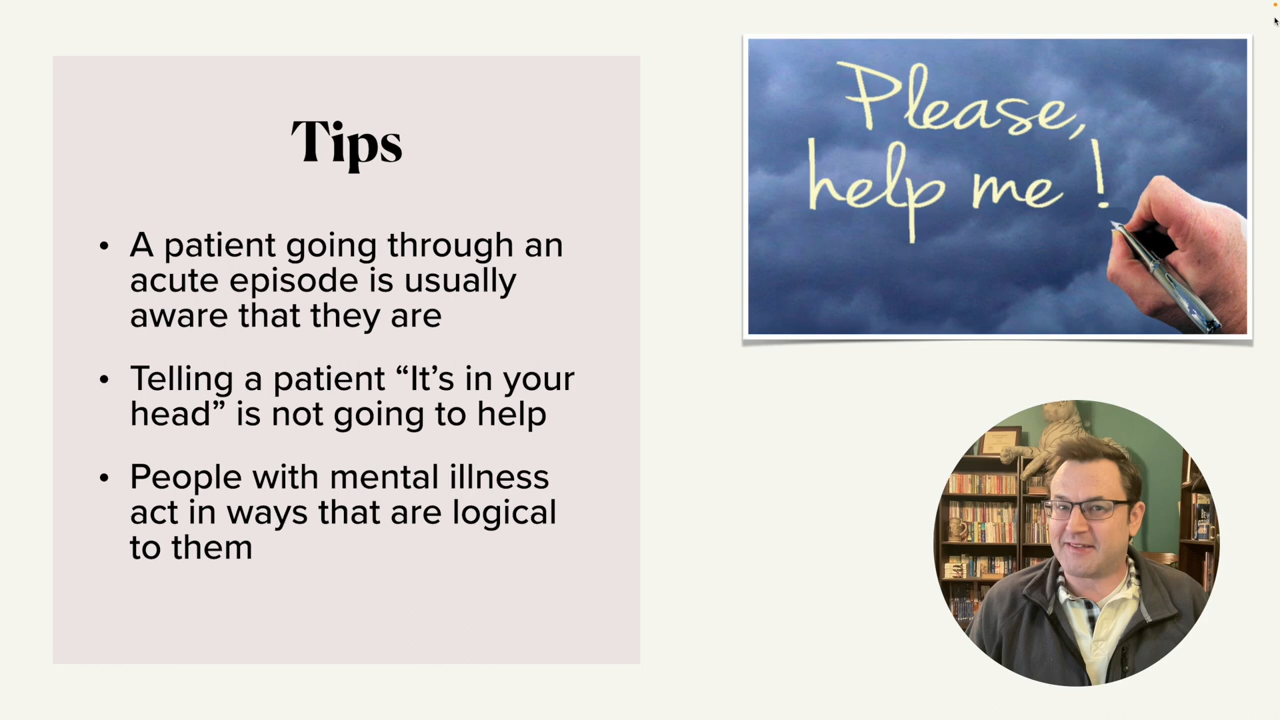 Tips
• A patient going through an
acute episode is usually
aware that they are
• Telling a patient “It’s in your
head” is not going to help
• People with mental illness
act in ways that are logical
to them
Please,
help me !